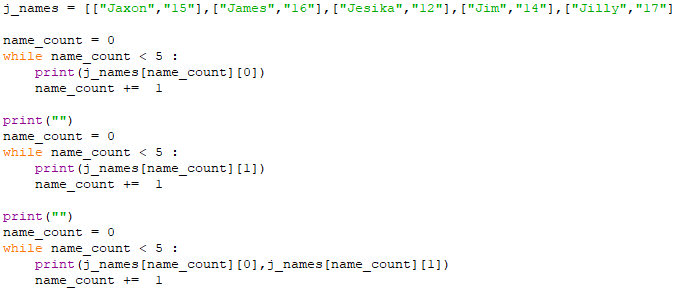 j_names = [["Jaxon","15"],["James","16"],["Jesika","12"],["Jim","14"],["Jilly","17"]
name_count = 0
while name_count < 5 :
    print(j_names[name_count][0])
    name_count +=  1
print("")
name_count = 0
while name_count < 5 :
    print(j_names[name_count][1])
    name_count +=  1
print("")
name_count = 0
while name_count < 5 :
    print(j_names[name_count][0],j_names[name_count][1])
    name_count +=  1